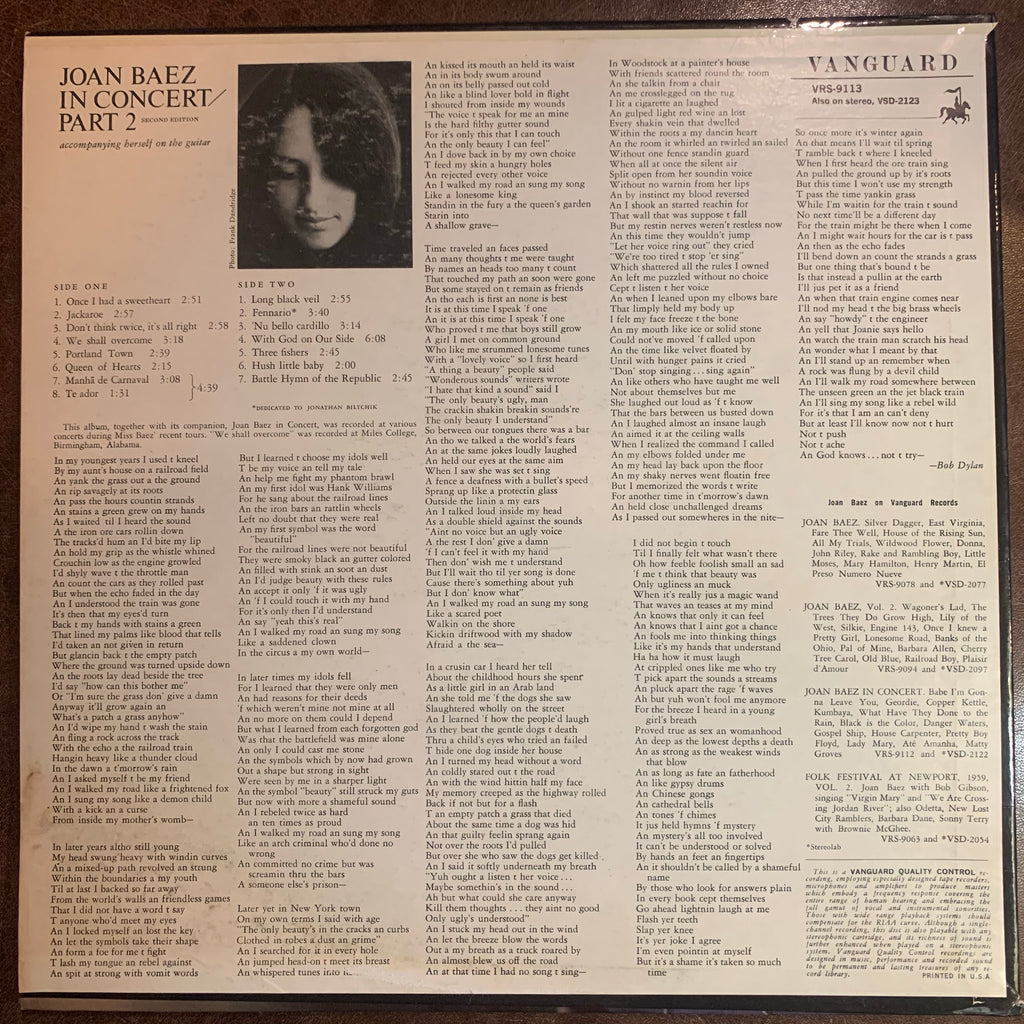 JOAN BAEZ
IN CONCERT/
PART 2 SECOND EDITION
accompanying herself on the guitar
Photo: Frank Dandridge
SIDE ONE
1. Once I had a sweetheart 2:51
2. Jackaroe 2:57
3. Don't think twice, it's all right 2:58
4. We shall overcome 3:18
5. Portland Town 2:39
6. Queen of Hearts 2:15
7. Manhã de Carnaval 3:08
8. Te ador 1:31
4:39
SIDE TWO
1. Long black veil 2:55
2. Fennario* 3:40
3. 'Nu bello cardillo 3:14
4. With God on Our Side 6:08
5. Three fishers 2:45
6. Hush little baby 2:00
7. Battle Hymn of the Republic 2:45
*DEDICATED TO JONATHAN BILTCHIK
This album, together with its companion, Joan Baez in Concert, was recorded at various
concerts during Miss Baez' recent tours. "We shall overcome" was recorded at Miles College,
Birmingham, Alabama.
In my youngest years I used t kneel
By my aunt's house on a railroad field
An yank the grass out a the ground
An rip savagely at its roots
An pass the hours countin strands
An stains a green grew on my hands
As I waited til I heard the sound
A the iron ore cars rollin down
The tracks'd hum an I'd bite my lip
An hold my grip as the whistle whined
Crouchin low as the engine growled
I'd shyly wave t the throttle man
An count the cars as they rolled past
But when the echo faded in the day
An I understood the train was gone
It's then that my eyes'd turn
Back t my hands with stains a green
That lined my palms like blood that tells
I'd taken an not given in return
But glancin back t the empty patch
Where the ground was turned upside down
An the roots lay dead beside the tree
I'd say "how can this bother me"
Or "I'm sure the grass don' give a damn
Anyway it'll grow again an
What's a patch a grass anyhow"
An I'd wipe my hand t wash the stain
An fling a rock across the track
With the echo a the railroad train
Hangin heavy like a thunder cloud
In the dawn a t'morrow's rain
An I asked myself t be my friend
An I walked my road like a frightened fox
An I sung my song like a demon child
With a kick an a curse
From inside my mother's womb—
In later years altho still young
My head swung heavy with windin curves
An a mixed-up path revolved an strung
Within the boundaries a my youth
Til at last I backed so far away
From the world's walls an friendless games
That I did not have a word t say
T anyone who'd meet my eyes
An I locked myself an lost the key
An let the symbols take their shape
An form a foe for me t fight
T lash my tongue an rebel against
An spit at strong with vomit words
But I learned t choose my idols well
T be my voice an tell my tale
An help me fight my phantom brawl
An my first idol was Hank Williams
For he sang about the railroad lines
An the iron bars an rattlin wheels
Left no doubt that they were real
An my first symbol was the word
"beautiful"
For the railroad lines were not beautiful
They were smoky black an gutter colored
An filled with stink an soot an dust
An I'd judge beauty with these rules
An accept it only 'f it was ugly
An 'f I could touch it with my hand
For it's only then I'd understand
An say "yeah this's real"
An I walked my road an sung my song
Like a saddened clown
In the circus a my own world—
In later times my idols fell
For I learned that they were only men
An had reasons for their deeds
'f which weren't mine not mine at all
An no more on them could I depend
But what I learned from each forgotten god
Was that the battlefield was mine alone
An only I could cast me stone
An the symbols which by now had grown
Out a shape but strong in sight
Were seen by me in a sharper light
An the symbol "beauty" still struck my guts
But now with more a shameful sound
An I rebeled twice as hard
an ten times as proud
An I walked my road an sung my song
Like an arch criminal who'd done no
wrong
An committed no crime but was
screamin thru the bars
A someone else's prison—
Later yet in New York town
On my own terms I said with age
"The only beauty's in the cracks an curbs
Clothed in robes a dust an grime"
An I searched for it in every hole
An jumped head-on t meet its breast
An whispered tunes into it..
An kissed its mouth an held its waist
An in its body swum around
An on its belly passed out cold
An like a blind lover bold in flight
I shouted from inside my wounds
"The voice t speak for me an mine
Is the hard filthy gutter sound
For it's only this that I can touch
An the only beauty I can feel"
An I dove back in by my own choice
T feed my skin a hungry holes
An rejected every other voice
An I walked my road an sung my song
Like a lonesome king
Standin in the fury a the queen's garden
Starin into
A shallow grave—
Time traveled an faces passed
An many thoughts t me were taught
By names an heads too many t count
That touched my path an soon were gone
But some stayed on t remain as friends
An tho each is first an none is best
It is at this time I speak 'f one
An it is at this time I speak 'f one
Who proved t me that boys still grow
A girl I met on common ground
Who like me strummed lonesome tunes
With a "lovely voice" so I first heard
"A thing a beauty" people said
"Wonderous sounds" writers wrote
"I hate that kind a sound" said I
"The only beauty's ugly, man
The crackin shakin breakin sounds're
The only beauty I understand"
So between our tongues there was a bar
An tho we talked a the world's fears
An at the same jokes loudly laughed
An held our eyes at the same aim
When I saw she was set t sing
A fence a deafness with a bullet's speed
Sprang up like a protectin glass
Outside the linin a my ears
An I talked loud inside my head
As a double shield against the sounds
"Aint no voice but an ugly voice
A the rest I don' give a damn
'f I can't feel it with my hand
Then don' wish me t understand
But I'll wait tho til yer song is done
Cause there's something about yuh
But I don' know what"
An I walked my road an sung my song
Like a scared poet
Walkin on the shore
Kickin driftwood with my shadow
Afraid a the sea—
In a crusin car I heard her tell
About the childhood hours she spent
As a little girl in an Arab land
An she told me 'f the dogs she saw
Slaughtered wholly on the street
An I learned 'f how the people'd laugh
As they beat the gentle dogs t death
Thru a child's eyes who tried an failed
T hide one dog inside her house
An I turned my head without a word
An coldly stared out t the road
An with the wind hittin half my face
My memory creeped as the highway rolled
Back if not but for a flash
T an empty patch a grass that died
About the same time a dog was hid
An that guilty feelin sprang again
Not over the roots I'd pulled
But over she who saw the dogs get killed
An I said it softly underneath my breath
"Yuh ought a listen t her voice...
Maybe somethin's in the sound...
Ah but what could she care anyway
Kill them thoughts... they aint no good
Only ugly's understood"
An I stuck my head out in the wind
An let the breeze blow the words
Out a my breath as a truck roared by
An almost blew us off the road
An at that time I had no song t sing—
In Woodstock at a painter's house
With friends scattered round the room
An she talkin from a chair
An me crosslegged on the rug
I lit a cigarette an laughed
An gulped light red wine an lost
Every shakin vein that dwelled
Within the roots a my dancin heart
An the room it whirled an twirled an sailed
Without one fence standin guard
When all at once the silent air
Split open from her soundin voice
Without no warnin from her lips
An by instinct my blood reversed
An I shook an started reachin for
That wall that was suppose t fall
But my restin nerves weren't restless now
An this time they wouldn't jump
"Let her voice ring out" they cried
"We're too tired t stop 'er sing"
Which shattered all the rules I owned
An left me puzzled without no choice
Cept t listen t her voice
An when I leaned upon my elbows bare
That limply held my body up
I felt my face freeze t the bone
An my mouth like ice or solid stone
Could not've moved 'f called upon
An the time like velvet floated by
Until with hunger pains it cried
"Don' stop singing... sing again"
An like others who have taught me well
Not about themselves but me
She laughed out loud as 'f t know
That the bars between us busted down
An I laughed almost an insane laugh
An aimed it at the ceiling walls
When I realized the command I called
An my elbows folded under me
An my head lay back upon the floor
An my shaky nerves went floatin free
But I memorized the words t write
For another time in t'morrow's dawn
An held close unchallenged dreams
As I passed out somewheres in the nite—
I did not begin t touch
Til I finally felt what wasn't there
Oh how feeble foolish small an sad
'f me t think that beauty was
Only ugliness an muck
When it's really jus a magic wand
That waves an teases at my mind
An knows that only it can feel
An knows that I aint got a chance
An fools me into thinking things
Like it's my hands that understand
Ha ha how it must laugh
At crippled ones like me who try
T pick apart the sounds a streams
An pluck apart the rage 'f waves
Ah but yuh won't fool me anymore
For the breeze I heard in a young
girl's breath
Proved true as sex an womanhood
An deep as the lowest depths a death
An as strong as the weakest winds
that blow
An as long as fate an fatherhood
An like gypsy drums
An Chinese gongs
An cathedral bells
An tones 'f chimes
It jus held hymns 'f mystery
An mystery's all too involved
It can't be understood or solved
By hands an feet an fingertips
An it shouldn't be called by a shameful
name
By those who look for answers plain
In every book cept themselves
Go ahead lightnin laugh at me
Flash yer teeth
Slap yer knee
It's yer joke I agree
I'm even pointin at myself
But it's a shame it's taken so much
time
VANGUARD
VRS-9113
Also on stereo, VSD-2123
So once more it's winter again
An that means I'll wait til spring
T ramble back t where I kneeled
When I first heard the ore train sing
An pulled the ground up by it's roots
But this time I won't use my strength
T pass the time yankin grass
While I'm waitin for the train t sound
No next time'll be a different day
For the train might be there when I come
An I might wait hours for the car is t pass
An then as the echo fades
I'll bend down an count the strands a grass
But one thing that's bound t be
Is that instead a pullin at the earth
I'll jus pet it as a friend
An when that train engine comes near
I'll nod my head t the big brass wheels
An say "howdy" t the engineer
An yell that Joanie says hello
An watch the train man scratch his head
An wonder what I meant by that
An I'll stand up an remember when
A rock was flung by a devil child
An I'll walk my road somewhere between
The unseen green an the jet black train
An I'll sing my song like a rebel wild
For it's that I am an can't deny
But at least I'll know now not t hurt
Not t push
Not t ache
An God knows... not t try—
—Bob Dylan
Joan Baez on Vanguard Records
JOAN BAEZ. Silver Dagger, East Virginia,
Fare Thee Well, House of the Rising Sun,
All My Trials, Wildwood Flower, Donna,
John Riley, Rake and Rambling Boy, Little
Moses, Mary Hamilton, Henry Martin, El
Preso Numero Nueve
VRS-9078 and *VSD-2077
JOAN BAEZ, Vol. 2. Wagoner's Lad, The
Trees They Do Grow High, Lily of the
West, Silkie, Engine 143, Once I knew a
Pretty Girl, Lonesome Road, Banks of the
Ohio, Pal of Mine, Barbara Allen, Cherry
Tree Carol, Old Blue, Railroad Boy, Plaisir
d'Amour VRS-9094 and *VSD-2097
JOAN BAEZ IN CONCERT. Babe I'm Gon-
na Leave You, Geordie, Copper Kettle,
Kumbaya, What Have They Done to the
Rain, Black is the Color, Danger Waters,
Gospel Ship, House Carpenter, Pretty Boy
Floyd, Lady Mary, Até Amanha, Matty
Groves VRS-9112 and *VSD-2122
FOLK FESTIVAL AT NEWPORT, 1959,
VOL. 2. Joan Baez with Bob Gibson,
singing "Virgin Mary" and "We Are Cross-
ing Jordan River"; also Odetta, New Lost
City Ramblers, Barbara Dane, Sonny Terry
with Brownie McGhee.
VRS-9063 and *VSD-2054
*Stereolab
This is a VANGUARD QUALITY CONTROL re-
cording, employing especially designed tape recorders,
microphones and amplifiers to produce masters
which embody a frequency response covering the
entire range of human hearing and embracing the
full gamut of vocal and instrumental sonorities.
Those with wide range playback systems should
compensate for the RIAA curve. Although a single-
channel recording, this disc is also playable with any
stereophonic cartridge, and its richness of sound is
further enhanced when played on a stereophonic
system. Vanguard Quality Control recordings are
designed in music, performance and recorded sound
to be permanent and lasting treasures of any re-
cord library.
PRINTED IN U.S.A.